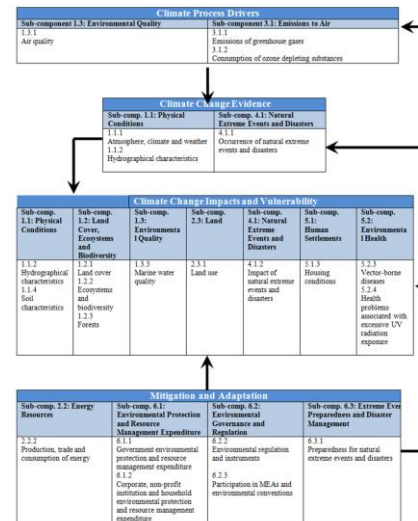 Climate Process Drivers
Sub-component 1.3: Environmental Quality
1.3.1
Air quality
Sub-component 3.1: Emissions to Air
3.1.1
Emissions of greenhouse gases
3.1.2
Consumption of ozone depleting substances
Climate Change Evidence
Sub-comp. 1.1: Physical
Conditions
1.1.1
Atmosphere, climate and weather
1.1.2
Hydrographical characteristics
Sub-comp. 4.1: Natural
Extreme Events and Disasters
4.1.1
Occurrence of natural extreme
events and disasters
Climate Change Impacts and Vulnerability
Sub-comp.
1.1: Physical
Conditions
1.1.2
Hydrographical
characteristics
1.1.4
Soil
characteristics
Sub-comp.
1.2: Land
Cover,
Ecosystems
and
Biodiversity
1.2.1
Land cover
1.2.2
Ecosystems
and
biodiversity
1.2.3
Forests
Sub-comp.
1.3:
Environmenta
l Quality
1.3.3
Marine water
quality
Sub-comp.
2.3: Land
2.3.1
Land use
Sub-comp.
4.1: Natural
Extreme
Events and
Disasters
4.1.2
Impact of
natural extreme
events and
disasters
Sub-comp.
5.1:
Human
Settlements
5.1.3
Housing
conditions
Sub-comp.
5.2:
Environmenta
l Health
5.2.3
Vector-borne
diseases
5.2.4
Health
problems
associated with
excessive UV
radiation
exposure
Mitigation and Adaptation
Sub-comp. 2.2: Energy
Resources
2.2.2
Production, trade and
consumption of energy
Sub-comp. 6.1:
Environmental Protection
and Resource
Management Expenditure
6.1.1
Government environmental
protection and resource
management expenditure
6.1.2
Corporate, non-profit
institution and household
environmental protection
and resource management
expenditure
Sub-comp. 6.2:
Environmental
Governance and
Regulation
6.2.2
Environmental regulation
and instruments
6.2.3
Participation in MEAs and
environmental conventions
Sub-comp. 6.3: Extreme Even
Preparedness and Disaster
Management
6.3.1
Preparedness for natural
extreme events and disasters